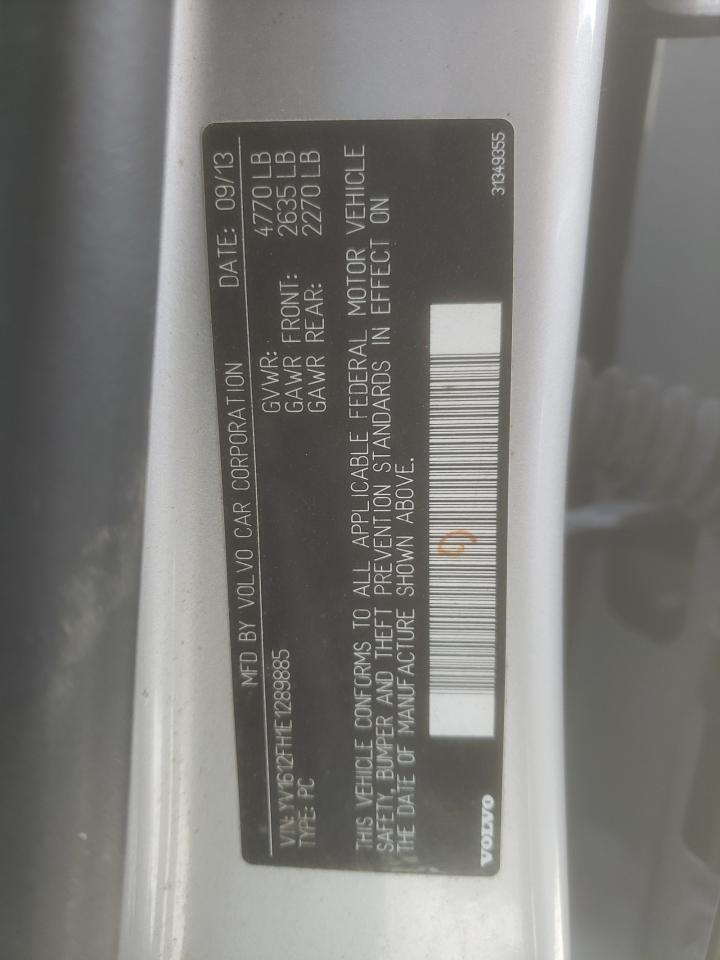 MFD BY VOLVO CAR CORPORATION DATE: 09/13
GVWR: 4770 LB
GAWR FRONT: 2635 LB
GAWR REAR: 2270 LB
VIN: YV1612FH1E1289885
TYPE: PC
THIS VEHICLE CONFORMS TO ALL APPLICABLE FEDERAL MOTOR VEHICLE
SAFETY, BUMPER AND THEFT PREVENTION STANDARDS IN EFFECT ON
THE DATE OF MANUFACTURE SHOWN ABOVE.
VOLVO
31349355